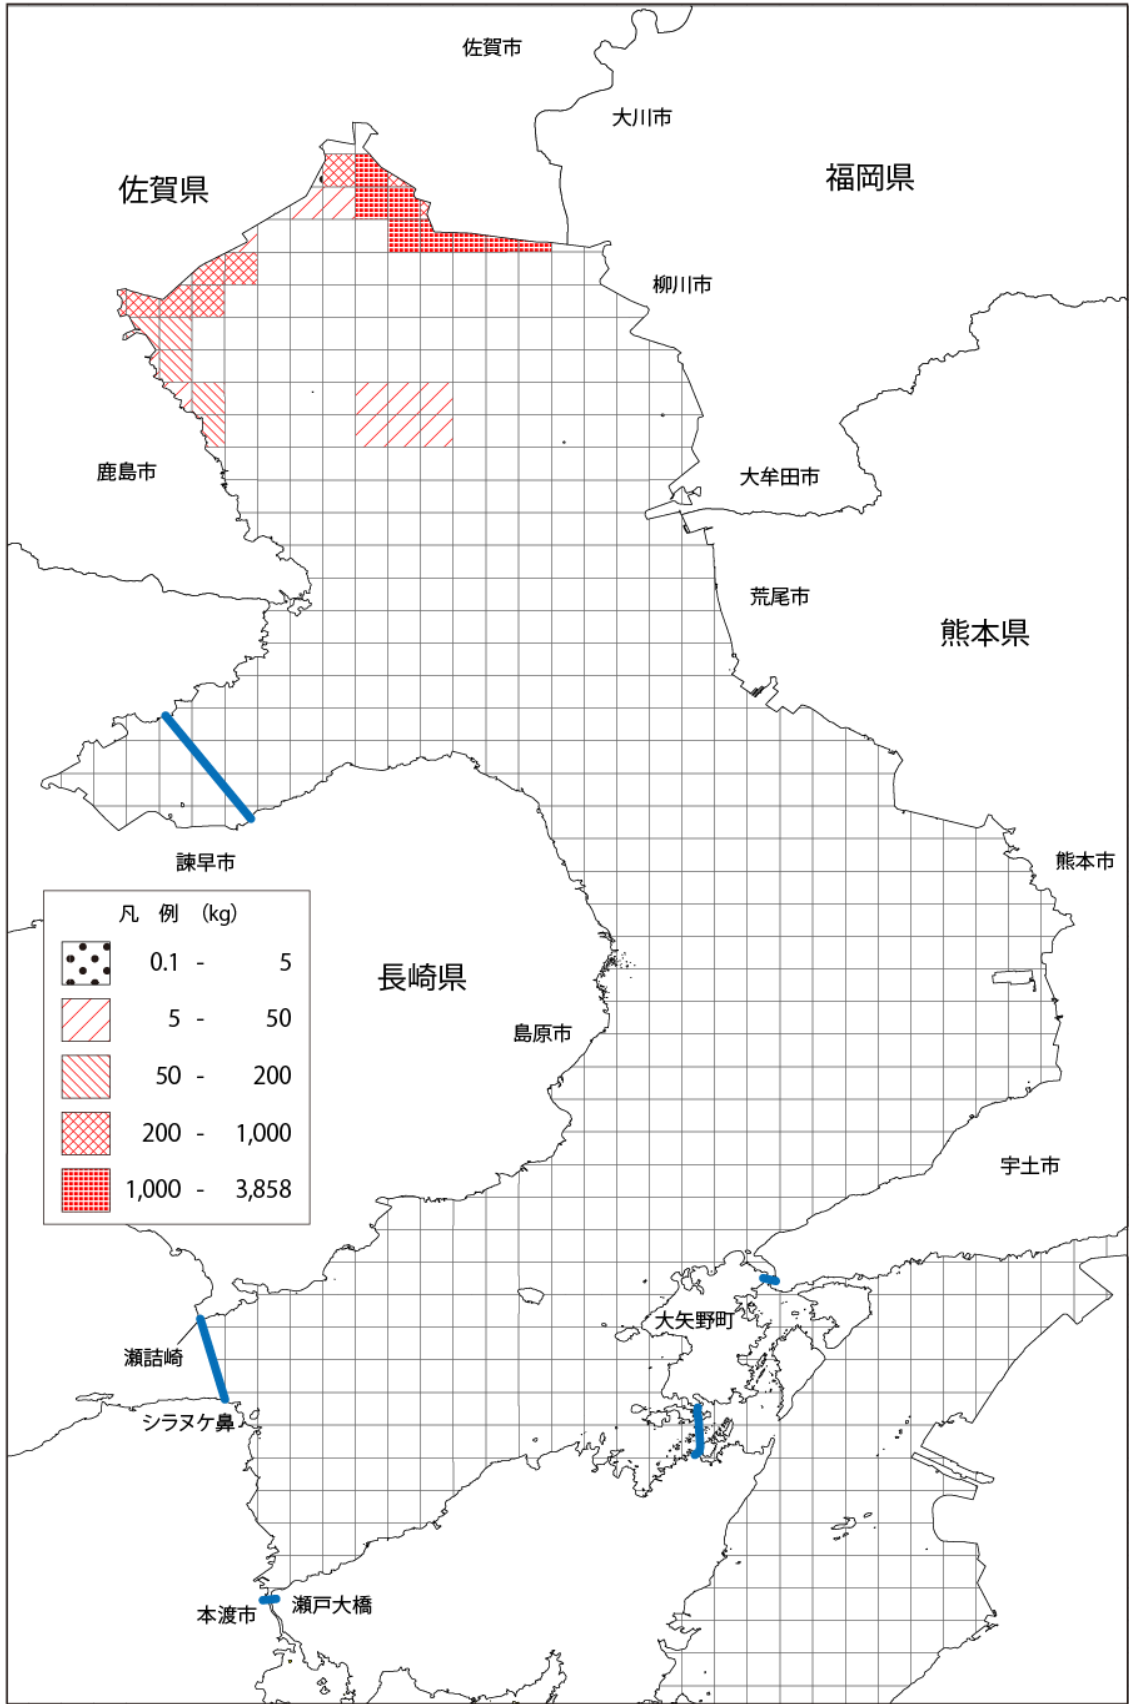 佐賀市
大川市
佐賀県
福岡県
柳川市
鹿島市
大牟田市
荒尾市
熊本県
諫早市
熊本市
凡 例 (kg)
0.1 - 5
5 - 50
50 - 200
200 - 1,000
1,000 - 3,858
長崎県
島原市
宇土市
大矢野町
瀬詰崎
シラヌケ鼻
本渡市
瀬戸大橋